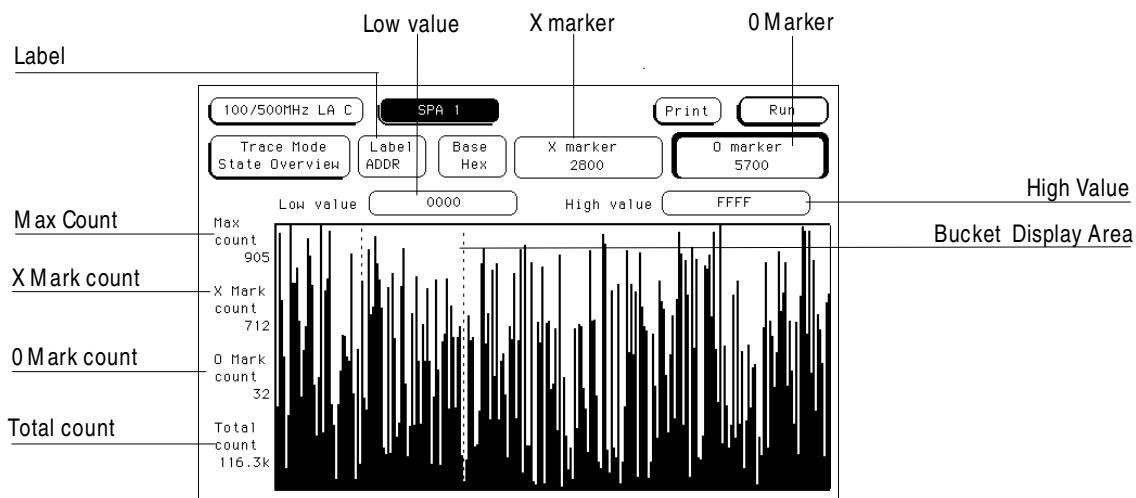 Low value
X marker
0 Marker
Label
100/500MHz LA C
SPA 1
Print
Run
Trace Mode
State Overview
Label
ADDR
Base
Hex
X marker
2800
O marker
5700
High Value
Low value
0000
High value
FFFF
Max Count
Max
count
905
Bucket Display Area
X Mark count
X Mark
count
712
0 Mark count
O Mark
count
32
Total count
Total
count
116.3k